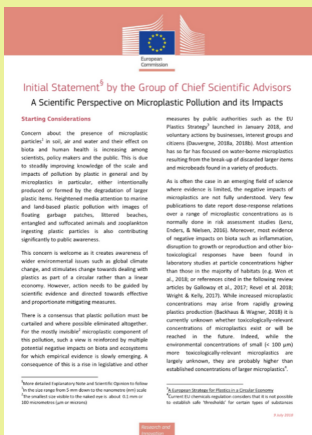 European
Commission
Initial Statement§ by the Group of Chief Scientific Advisors
A Scientific Perspective on Microplastic Pollution and its Impacts
Starting Considerations
Concern about the presence of microplastic
particles¹ in soil, air and water and their effect on
biota and human health is increasing among
scientists, policy makers and the public. This is due
to steadily improving knowledge of the scale and
impacts of pollution by plastic in general and by
microplastics in particular, either intentionally
produced or formed by the degradation of larger
plastic items. Heightened media attention to marine
and land-based plastic pollution with images of
floating garbage patches, littered beaches,
entangled and suffocated animals and zooplankton
ingesting plastic particles is also contributing
significantly to public awareness.
This concern is welcome as it creates awareness of
wider environmental issues such as global climate
change, and stimulates change towards dealing with
plastics as part of a circular rather than a linear
economy. However, action needs to be guided by
scientific evidence and directed towards effective
and proportionate mitigating measures.
There is a consensus that plastic pollution must be
curtailed and where possible eliminated altogether.
For the mostly invisible² microplastic component of
this pollution, such a view is reinforced by multiple
potential negative impacts on biota and ecosystems
for which empirical evidence is slowly emerging. A
consequence of this is a rise in legislative and other
§More detailed Explanatory Note and Scientific Opinion to follow
¹In the size range from 5 mm down to the nanometre (nm) scale
²The smallest size visible to the naked eye is about 0.1 mm or
100 micrometres (µm or microns)
measures by public authorities such as the EU
Plastics Strategy³ launched in January 2018, and
voluntary actions by businesses, interest groups and
citizens (Dauvergne, 2018a, 2018b). Most attention
has so far has focused on water-borne microplastics
resulting from the break-up of discarded larger items
and microbeads found in a variety of products.
As is often the case in an emerging field of science
where evidence is limited, the negative impacts of
microplastics are not fully understood. Very few
publications to date report dose-response relations
over a range of microplastic concentrations as is
normally done in risk assessment studies (Lenz,
Enders, & Nielsen, 2016). Moreover, most evidence
of negative impacts on biota such as inflammation,
disruption to growth or reproduction and other bio-
toxicological responses have been found in
laboratory studies at particle concentrations higher
than those in the majority of habitats (e.g. Won et
al., 2018; or references cited in the following review
articles by Galloway et al., 2017; Revel et al. 2018;
Wright & Kelly, 2017). While increased microplastic
concentrations may arise from rapidly growing
plastics production (Backhaus & Wagner, 2018) it is
currently unknown whether toxicologically-relevant
concentrations of microplastics exist or will be
reached in the future. Indeed, while the
environmental concentrations of small (< 100 µm)
and more toxicologically-relevant microplastics are
largely unknown, they are probably higher than
established concentrations of larger microplastics⁴.
³A European Strategy for Plastics in a Circular Economy
⁴Current EU chemicals regulation considers that it is not possible
to establish safe 'thresholds' for certain types of substances
Research and